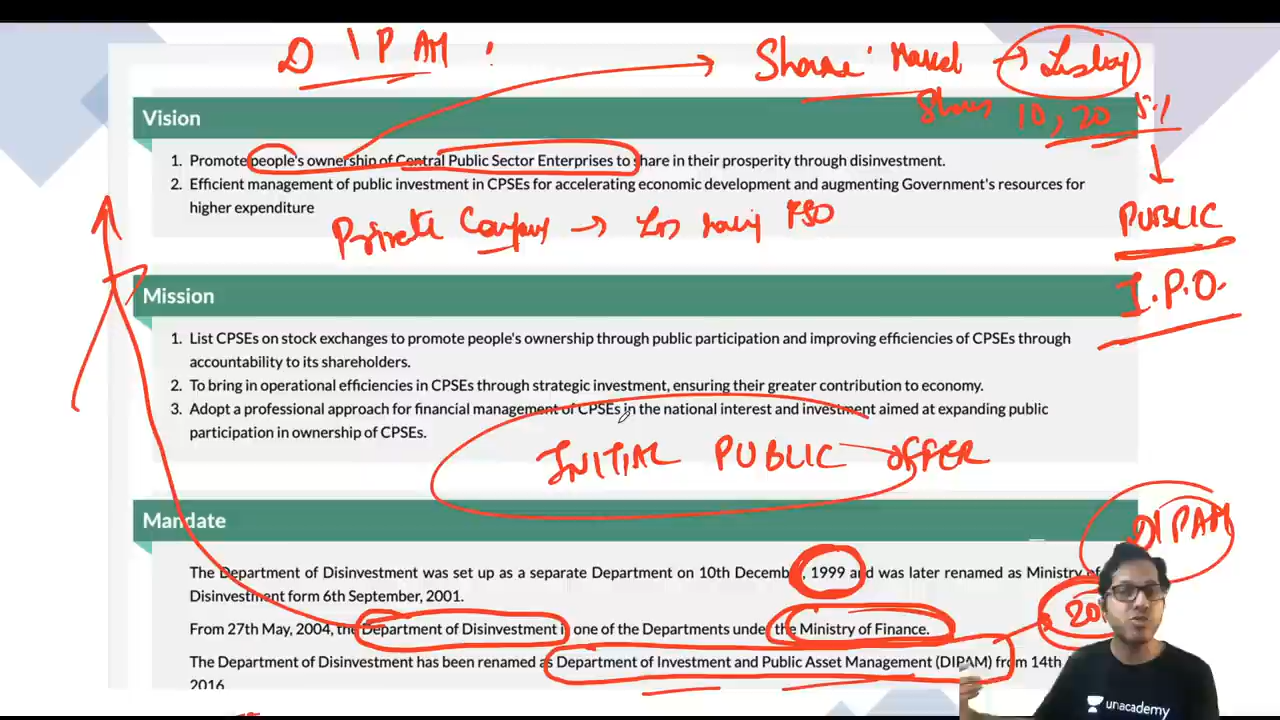 DIPAM :
Share Market → Listing
Shares 10, 20 5%
Vision
1. Promote people's ownership of Central Public Sector Enterprises to share in their prosperity through disinvestment.
2. Efficient management of public investment in CPSEs for accelerating economic development and augmenting Government's resources for
higher expenditure
Private Company →
PUBLIC
I.P.O.
Mission
1. List CPSEs on stock exchanges to promote people's ownership through public participation and improving efficiencies of CPSEs through
accountability to its shareholders.
2. To bring in operational efficiencies in CPSEs through strategic investment, ensuring their greater contribution to economy.
3. Adopt a professional approach for financial management of CPSEs in the national interest and investment aimed at expanding public
participation in ownership of CPSEs.
INITIAL PUBLIC OFFER
Mandate
DIPAM
The Department of Disinvestment was set up as a separate Department on 10th December, 1999 and was later renamed as Ministry of
Disinvestment form 6th September, 2001.
From 27th May, 2004, the Department of Disinvestment is one of the Departments under the Ministry of Finance.
The Department of Disinvestment has been renamed as Department of Investment and Public Asset Management (DIPAM) from 14th
2016.
unacademy